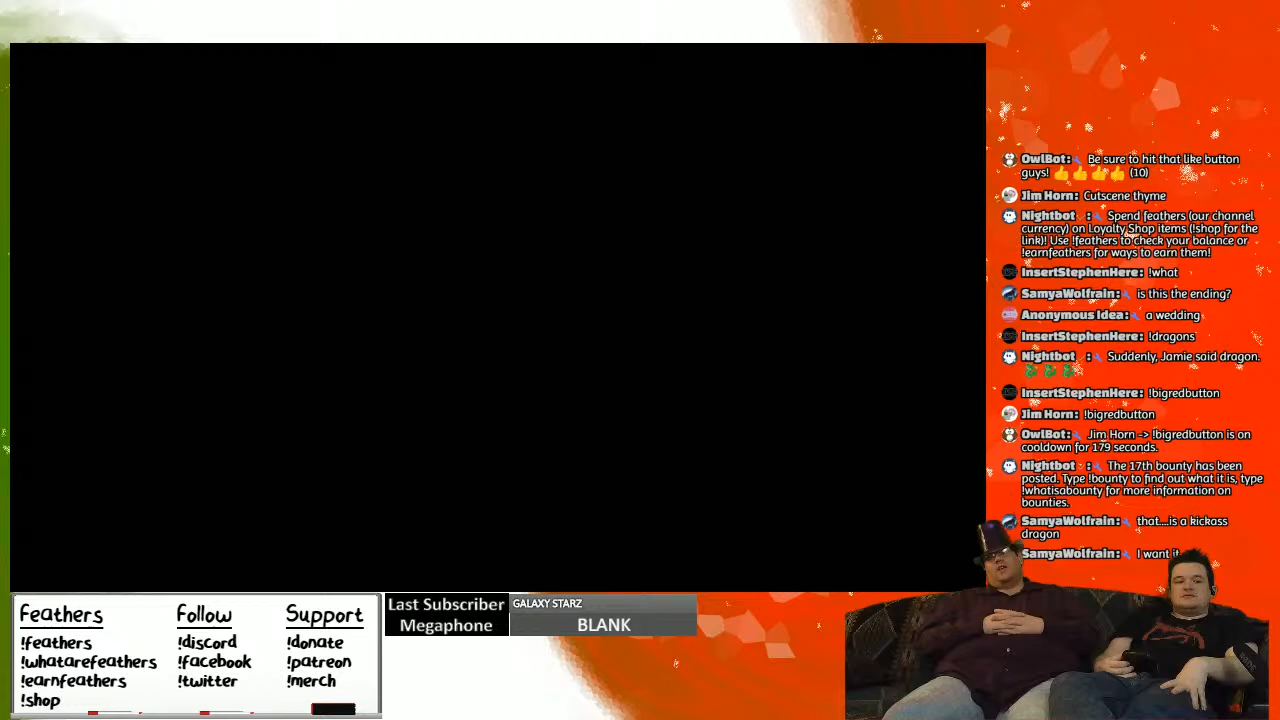 OwlBot: Be sure to hit that like button
guys! 👍👍👍👍 (10)
Jim Horn: Cutscene thyme
Nightbot : Spend feathers (our channel
currency) on Loyalty Shop items (!shop for the
link)! Use !feathers to check your balance or
!earnfeathers for ways to earn them!
InsertStephenHere: !what
SamyaWolfrain: is this the ending?
Anonymous Idea: a wedding
InsertStephenHere: !dragons
Nightbot : Suddenly, Jamie said dragon.
🐉 🐉 🐉
InsertStephenHere: !bigredbutton
Jim Horn: !bigredbutton
OwlBot: Jim Horn -> !bigredbutton is on
cooldown for 179 seconds.
Nightbot : The 17th bounty has been
posted. Type !bounty to find out what it is, type
!whatisabounty for more information on
bounties.
SamyaWolfrain: that....is a kickass
dragon
SamyaWolfrain: I want it
Feathers
!feathers
!whatarefeathers
!earnfeathers
!shop
Follow
!discord
!facebook
!twitter
Support
!donate
!patreon
!merch
Last Subscriber
Megaphone
GALAXY STARZ
BLANK